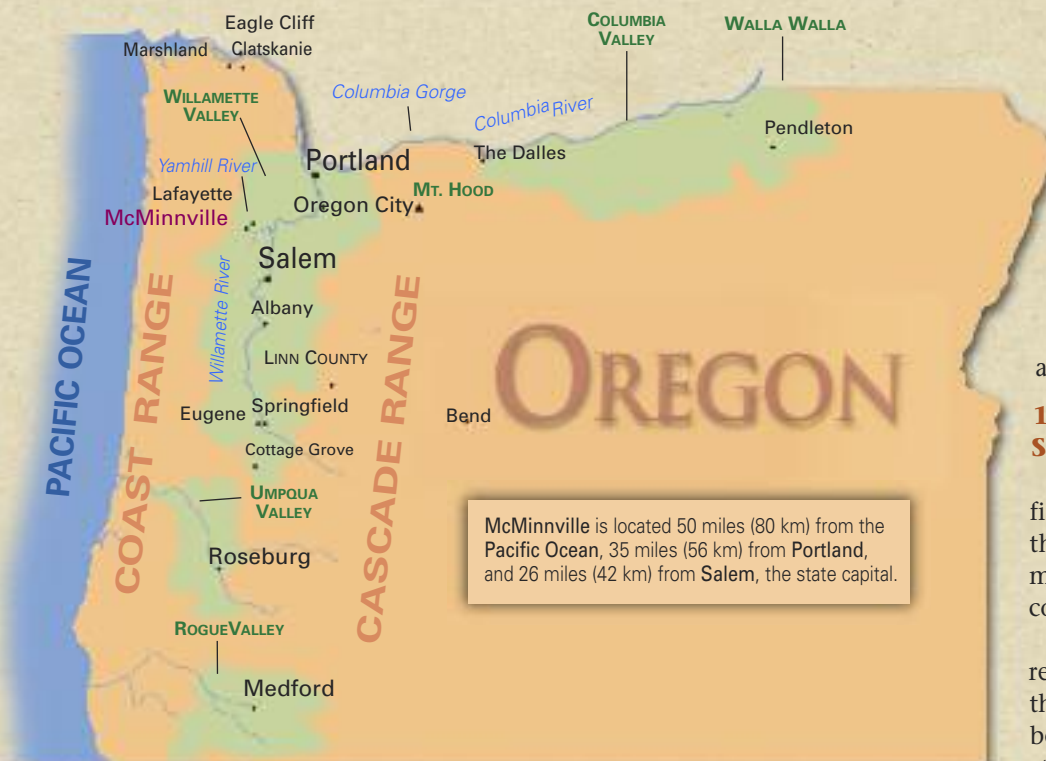 Eagle Cliff
Marshland
Clatskanie
COLUMBIA
VALLEY
WALLA WALLA
WILLAMETTE
VALLEY
Columbia Gorge
Columbia River
Pendleton
The Dalles
Portland
Yamhill River
MT. HOOD
Lafayette
Oregon City
McMinnville
Salem
PACIFIC OCEAN
COAST RANGE
Willamette River
Albany
CASCADE RANGE
LINN COUNTY
OREGON
Eugene
Springfield
Bend
Cottage Grove
UMPQUA
VALLEY
McMinnville is located 50 miles (80 km) from the
Pacific Ocean, 35 miles (56 km) from Portland,
and 26 miles (42 km) from Salem, the state capital.
Roseburg
ROGUE VALLEY
Medford